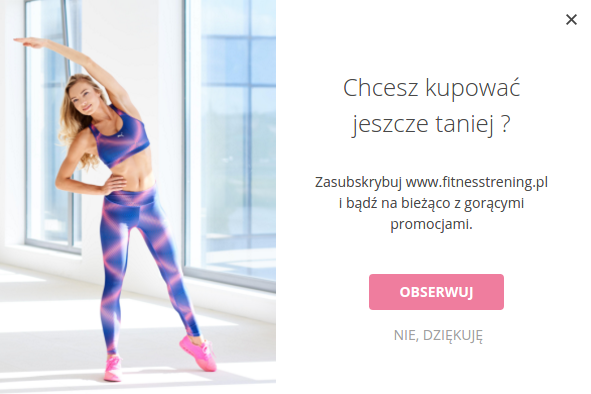 Chcesz kupować
jeszcze taniej ?
Zasubskrybuj www.fitnesstrening.pl
i bądź na bieżąco z gorącymi
promocjami.
OBSERWUJ
NIE, DZIĘKUJĘ